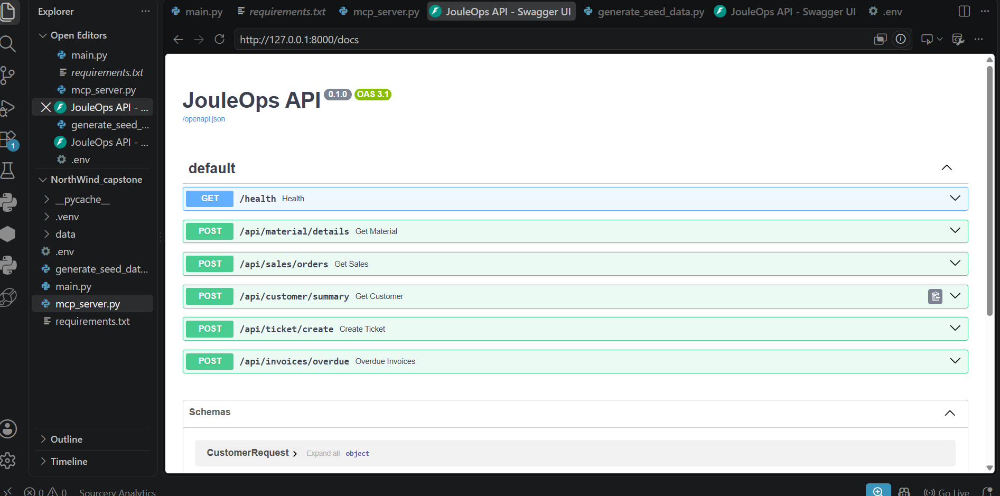 Explorer
Open Editors
main.py
requirements.txt
mcp_server.py
JouleOps API - ...
generate_seed_...
JouleOps API - ...
.env
NorthWind_capstone
__pycache__
.venv
data
.env
generate_seed_dat...
main.py
mcp_server.py
requirements.txt
Outline
Timeline
1
main.py
requirements.txt
mcp_server.py
JouleOps API - Swagger UI
generate_seed_data.py
JouleOps API - Swagger UI
.env
http://127.0.0.1:8000/docs
JouleOps API 0.1.0 OAS 3.1
/openapi.json
default
GET /health Health
POST /api/material/details Get Material
POST /api/sales/orders Get Sales
POST /api/customer/summary Get Customer
POST /api/ticket/create Create Ticket
POST /api/invoices/overdue Overdue Invoices
Schemas
CustomerRequest Expand all object
0 0 Sourcery Analytics
Go Live